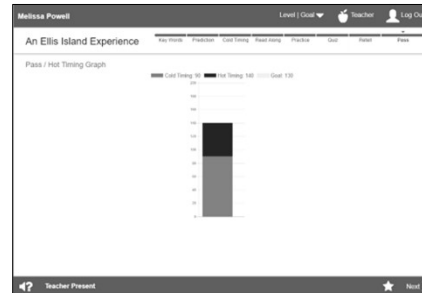 Melissa Powell Level | Goal Teacher Log Ou
An Ellis Island Experience Key Words Prediction Cold Timing Read Along Practice Quiz Retell Pass
Pass / Hot Timing Graph
Cold Timing: 90 Hot Timing: 140 Goal: 130
Teacher Present Next